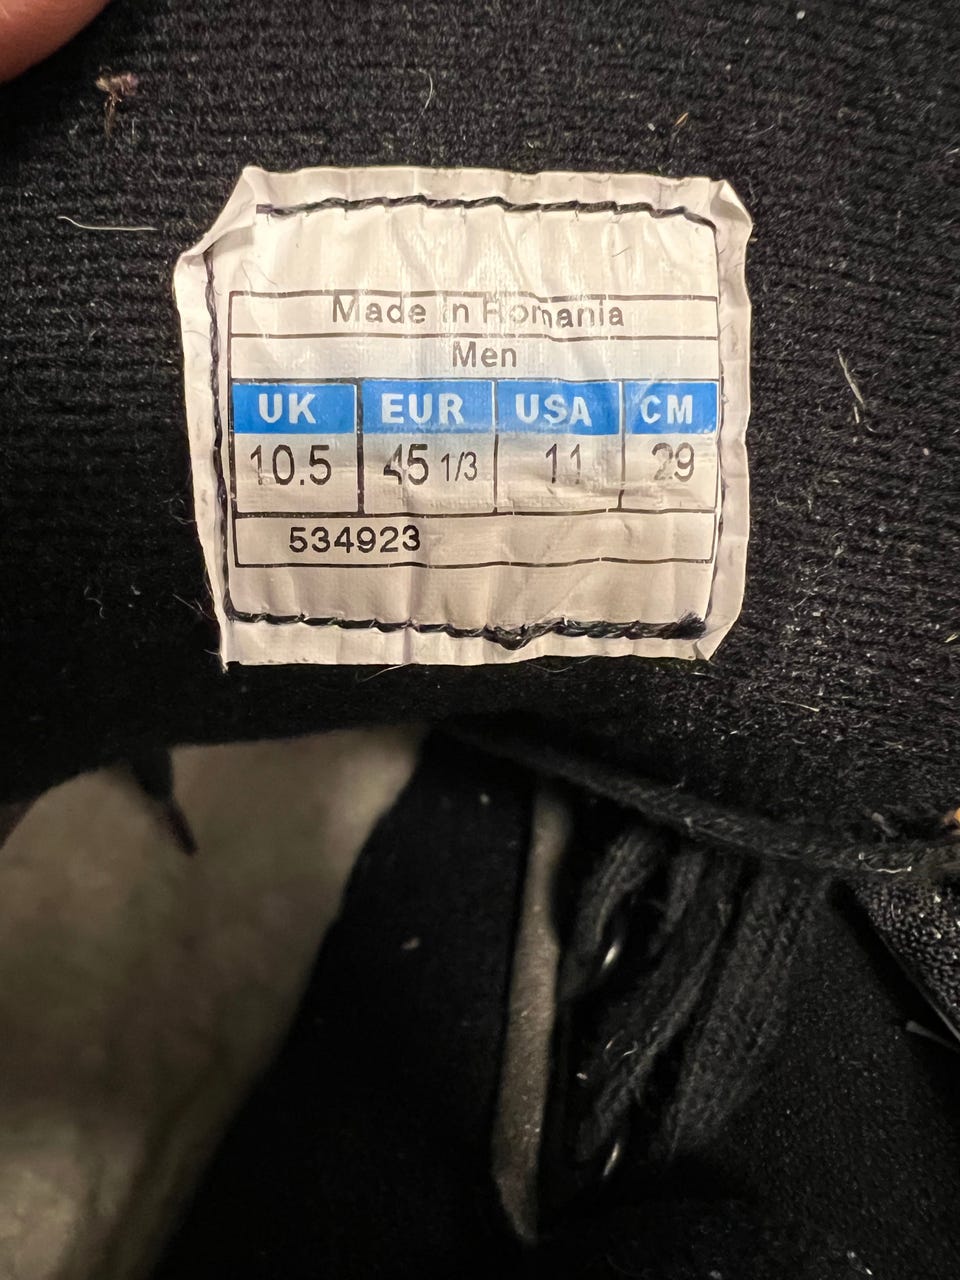 Made in Romania
Men
UK EUR USA CM
10.5 45 1/3 11 29
534923